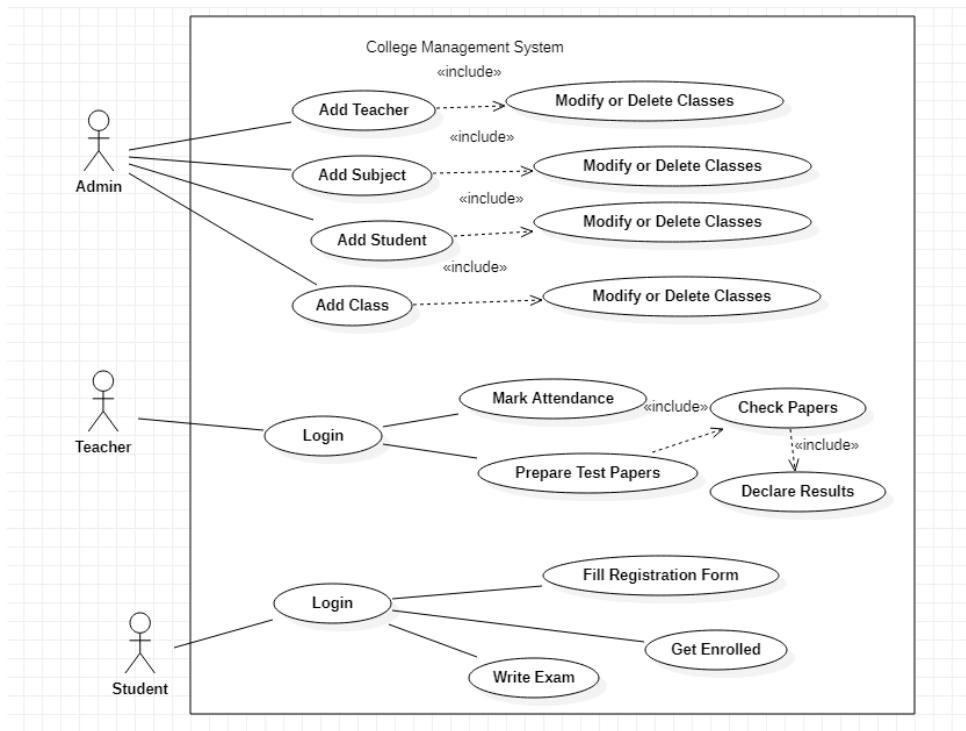 College Management System
«include»
Add Teacher
Modify or Delete Classes
«include»
Admin
Add Subject
Modify or Delete Classes
«include»
Add Student
Modify or Delete Classes
«include»
Add Class
Modify or Delete Classes
Teacher
Login
Mark Attendance
«include»
Check Papers
«include»
Prepare Test Papers
Declare Results
Student
Login
Fill Registration Form
Get Enrolled
Write Exam